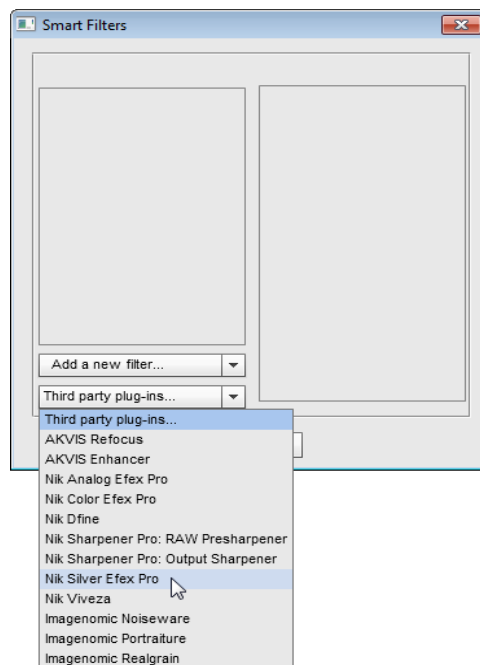 Smart Filters
Add a new filter...
Third party plug-ins...
Third party plug-ins...
AKVIS Refocus
AKVIS Enhancer
Nik Analog Efex Pro
Nik Color Efex Pro
Nik Dfine
Nik Sharpener Pro: RAW Presharpener
Nik Sharpener Pro: Output Sharpener
Nik Silver Efex Pro
Nik Viveza
Imagenomic Noiseware
Imagenomic Portraiture
Imagenomic Realgrain